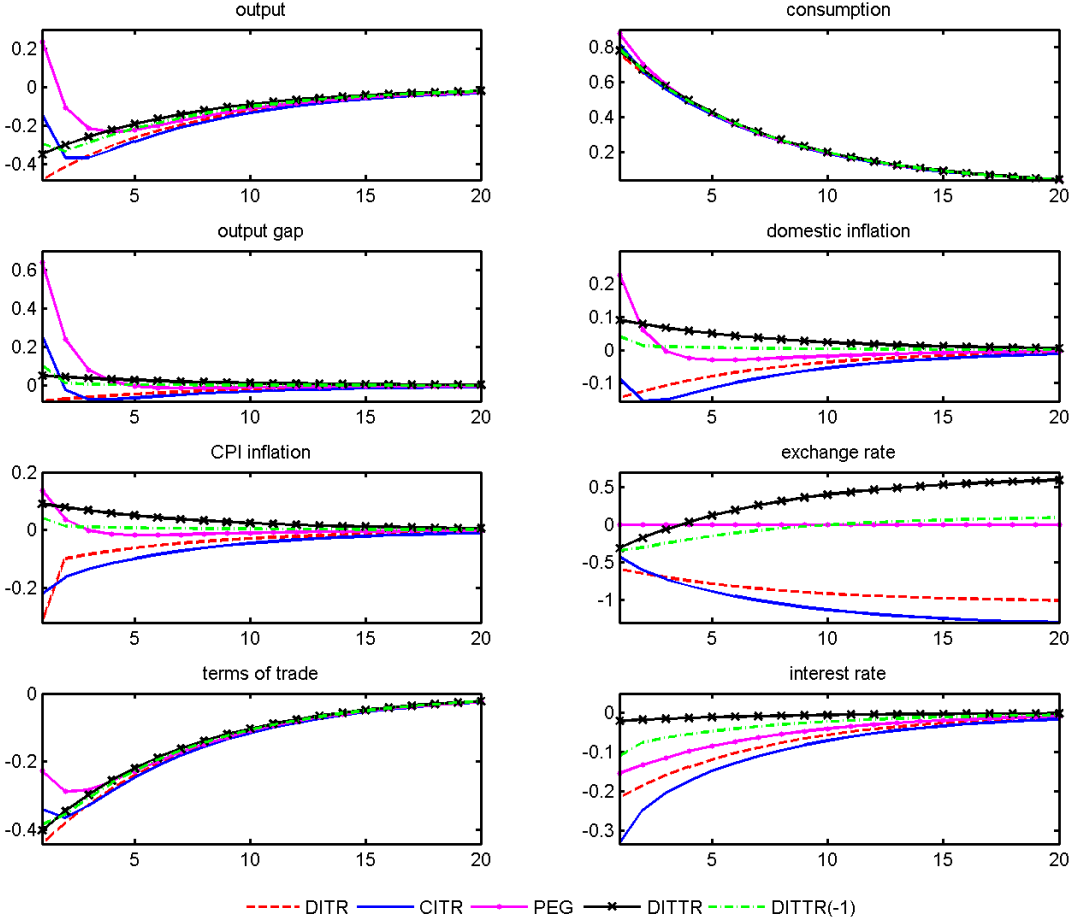 output
0.2
0
-0.2
-0.4
5 10 15 20
consumption
0.8
0.6
0.4
0.2
5 10 15 20
output gap
0.6
0.4
0.2
0
5 10 15 20
domestic inflation
0.2
0.1
0
-0.1
5 10 15 20
CPI inflation
0.2
0
-0.2
5 10 15 20
exchange rate
0.5
0
-0.5
-1
5 10 15 20
terms of trade
0
-0.2
-0.4
5 10 15 20
interest rate
0
-0.1
-0.2
-0.3
5 10 15 20
DITR CITR PEG DITTR DITTR(-1)